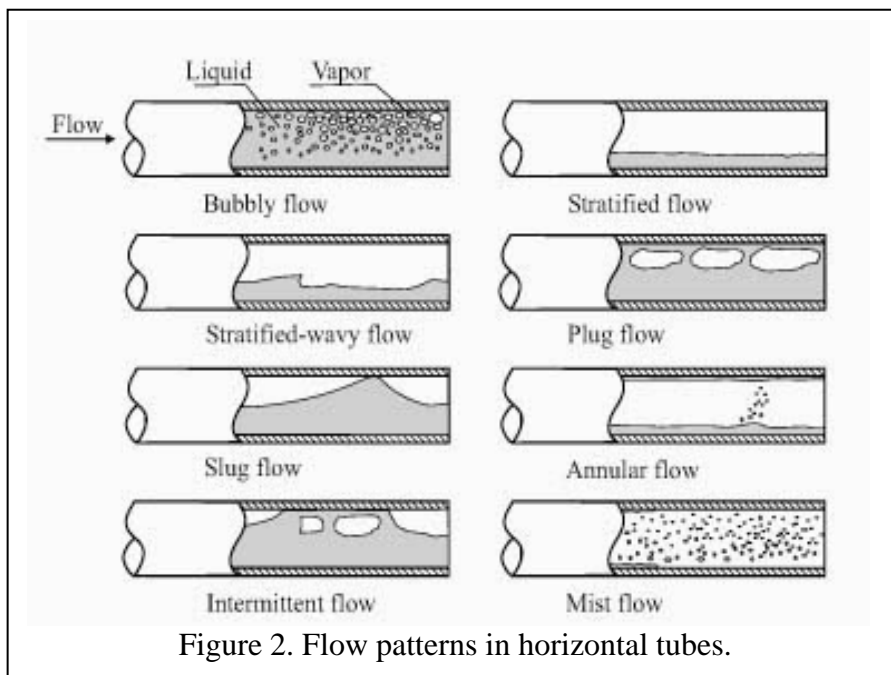 Liquid Vapor
Flow
Bubbly flow Stratified flow
Stratified-wavy flow Plug flow
Slug flow Annular flow
Intermittent flow Mist flow
Figure 2. Flow patterns in horizontal tubes.